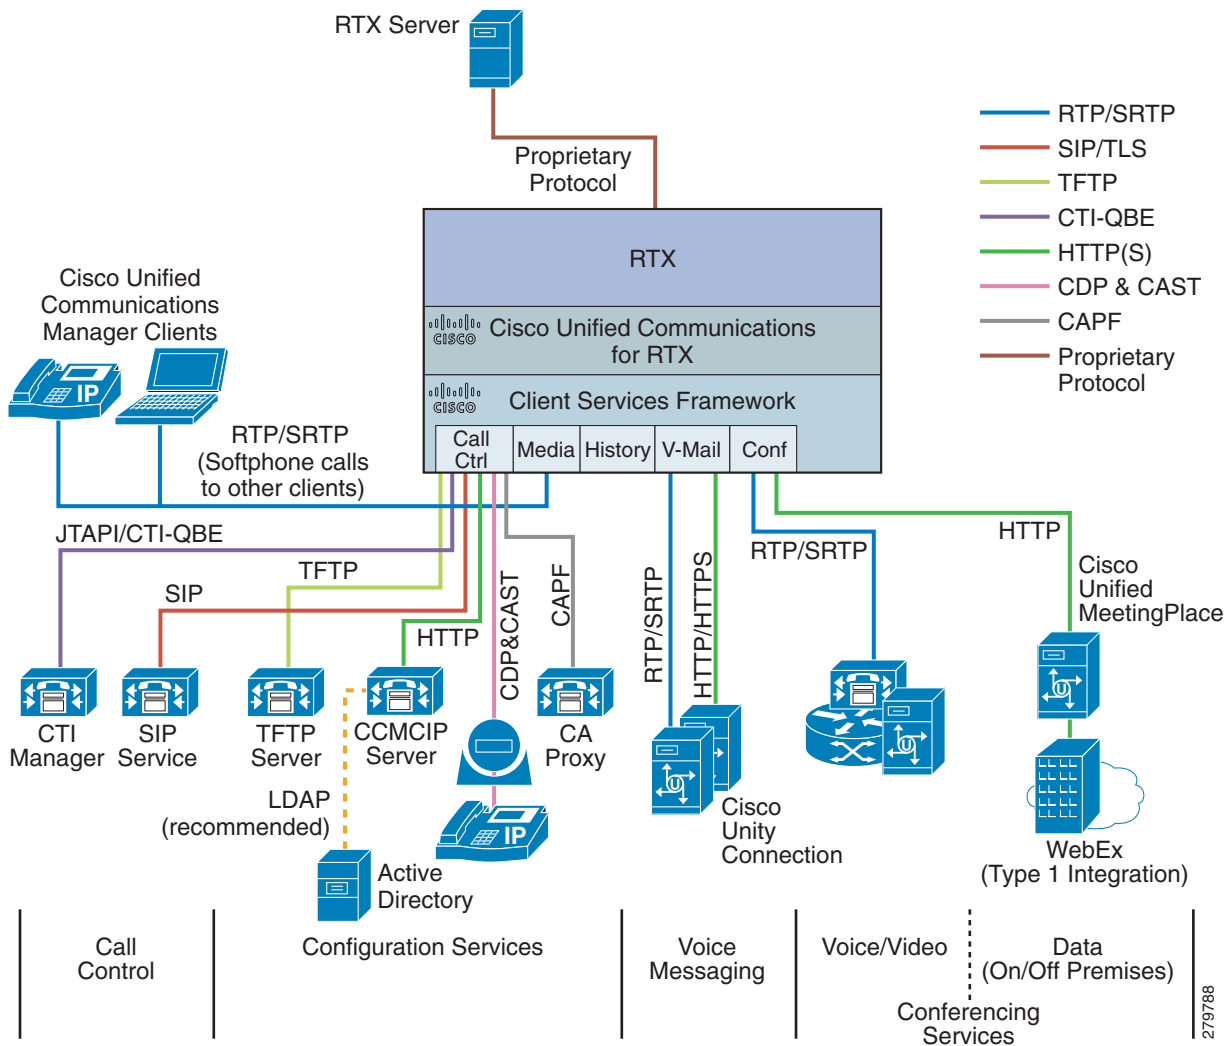 RTX Server
Proprietary
Protocol
RTP/SRTP
SIP/TLS
TFTP
CTI-QBE
HTTP(S)
CDP & CAST
CAPF
Proprietary
Protocol
RTX
CISCO
Cisco Unified Communications
for RTX
CISCO
Client Services Framework
Call
Ctrl
Media
History
V-Mail
Conf
Cisco Unified
Communications
Manager Clients
IP
RTP/SRTP
(Softphone calls
to other clients)
JTAPI/CTI-QBE
TFTP
SIP
HTTP
CDP&CAST
CAPF
RTP/SRTP
HTTP/HTTPS
RTP/SRTP
HTTP
Cisco
Unified
MeetingPlace
U
CTI
Manager
SIP
Service
TFTP
Server
CCMCIP
Server
CA
Proxy
LDAP
(recommended)
Active
Directory
IP
U
Cisco
Unity
Connection
U
WebEx
(Type 1 Integration)
Call
Control
Configuration Services
Voice
Messaging
Voice/Video
Data
(On/Off Premises)
Conferencing
Services
279788